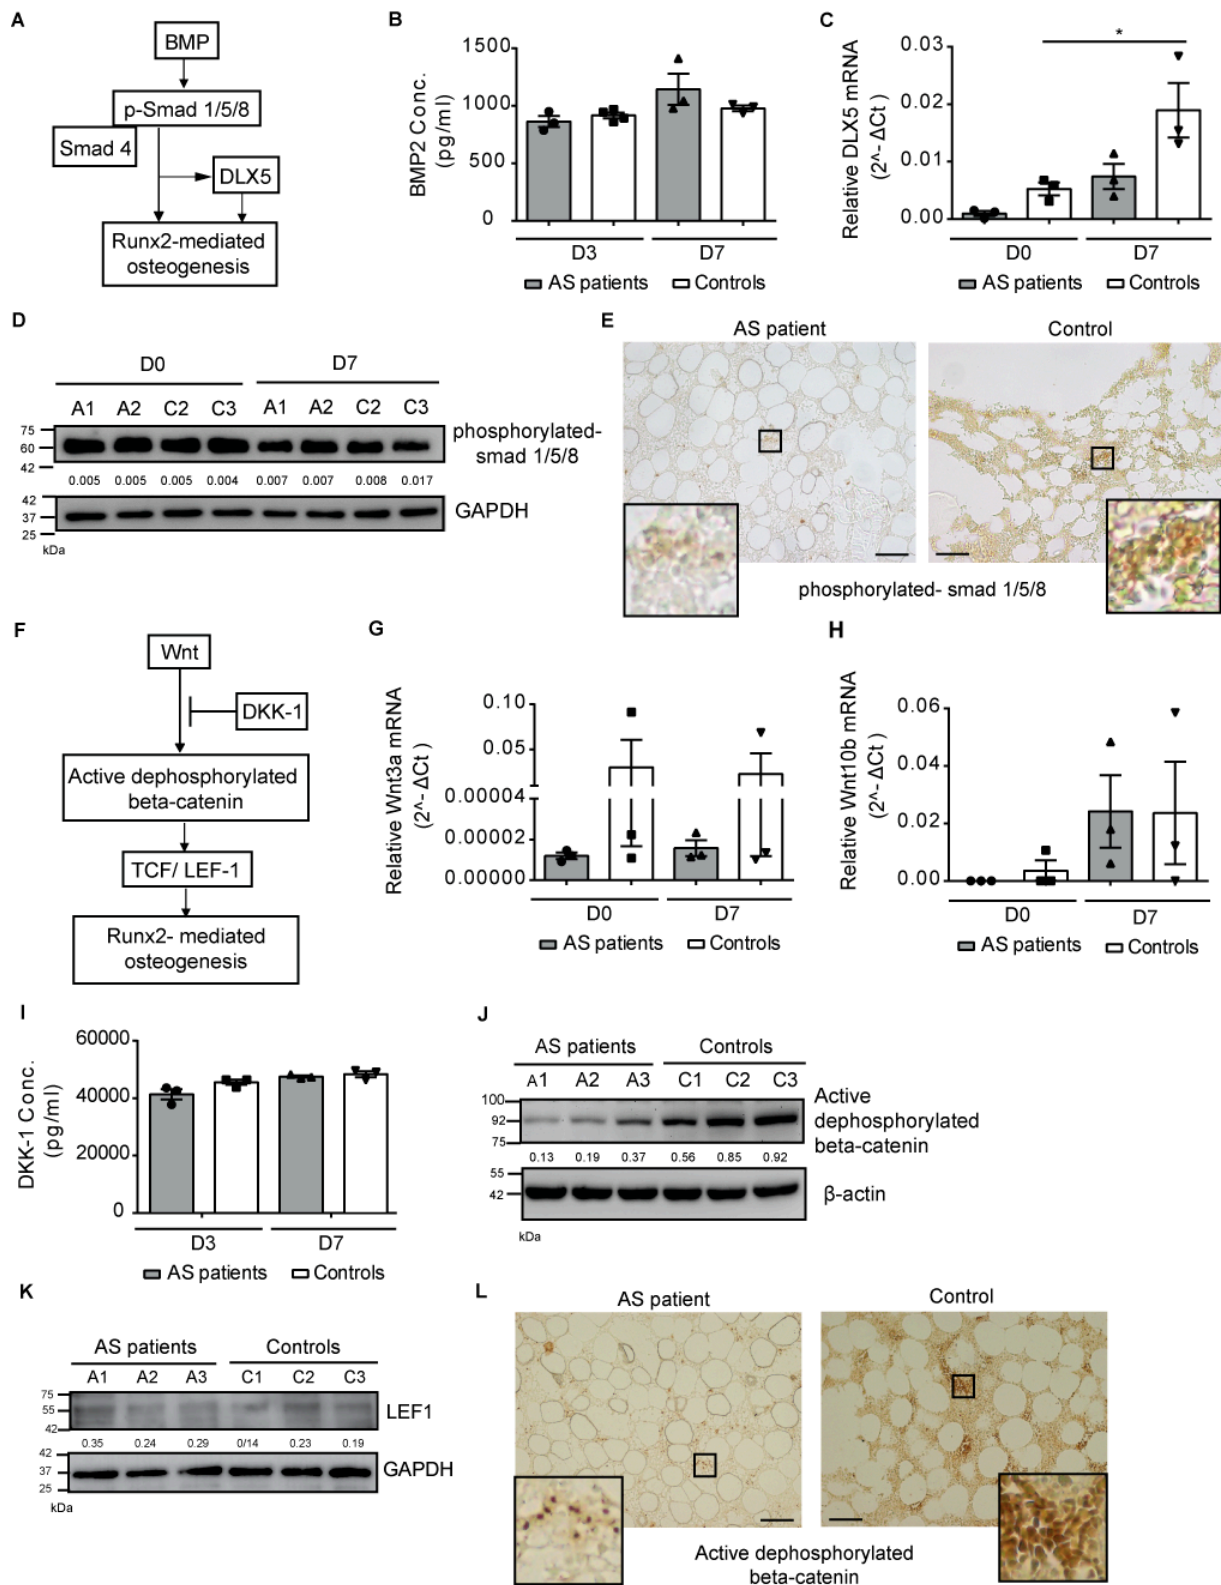 A
BMP
p-Smad 1/5/8
Smad 4
DLX5
Runx2-mediated
osteogenesis
B
BMP2 Conc.
(pg/ml)
1500
1000
500
0
D3
D7
AS patients
Controls
C
Relative DLX5 mRNA
(2^- ΔCt)
0.03
0.02
0.01
0.00
*
D0
D7
AS patients
Controls
D
D0
D7
A1 A2 C2 C3 A1 A2 C2 C3
75
60
42
phosphorylated-
smad 1/5/8
0.005 0.005 0.005 0.004 0.007 0.007 0.008 0.017
42
37
25
GAPDH
kDa
E
AS patient
Control
phosphorylated- smad 1/5/8
F
Wnt
DKK-1
Active dephosphorylated
beta-catenin
TCF/ LEF-1
Runx2- mediated
osteogenesis
G
Relative Wnt3a mRNA
(2^- ΔCt )
0.10
0.05
0.00004
0.00002
0.00000
D0
D7
AS patients
Controls
H
Relative Wnt10b mRNA
(2^- ΔCt )
0.06
0.04
0.02
0.00
D0
D7
AS patients
Controls
I
DKK-1 Conc.
(pg/ml)
60000
40000
20000
0
D3
D7
AS patients
Controls
J
AS patients
Controls
A1 A2 A3 C1 C2 C3
100
92
75
Active
dephosphorylated
beta-catenin
0.13 0.19 0.37 0.56 0.85 0.92
55
42
β-actin
kDa
K
AS patients
Controls
A1 A2 A3 C1 C2 C3
75
55
42
LEF1
0.35 0.24 0.29 0/14 0.23 0.19
42
37
25
GAPDH
kDa
L
AS patient
Control
Active dephosphorylated
beta-catenin